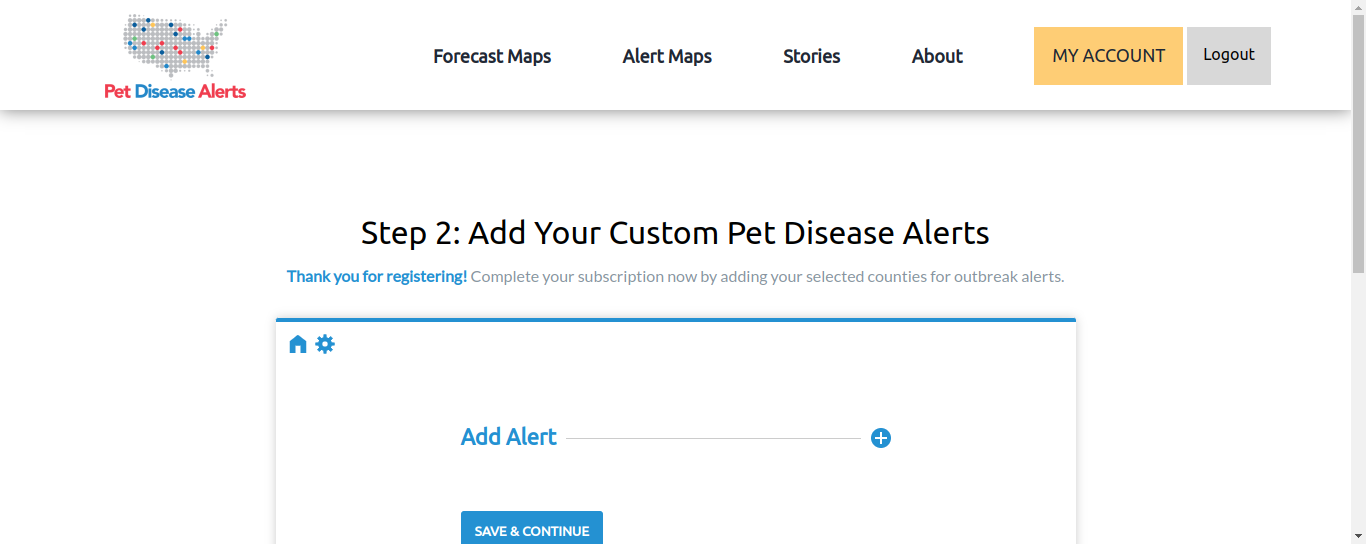 Pet Disease Alerts
Forecast Maps
Alert Maps
Stories
About
MY ACCOUNT
Logout
Step 2: Add Your Custom Pet Disease Alerts
Thank you for registering! Complete your subscription now by adding your selected counties for outbreak alerts.
Add Alert
SAVE & CONTINUE